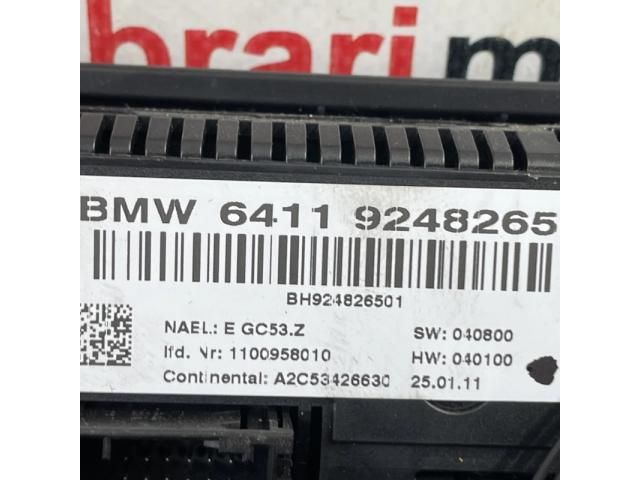 brari m
BMW 6411 9248265
BH924826501
NAEL: E GC53.Z SW: 040800
lfd. Nr: 1100958010 HW: 040100
Continental: A2C53426630 25.01.11